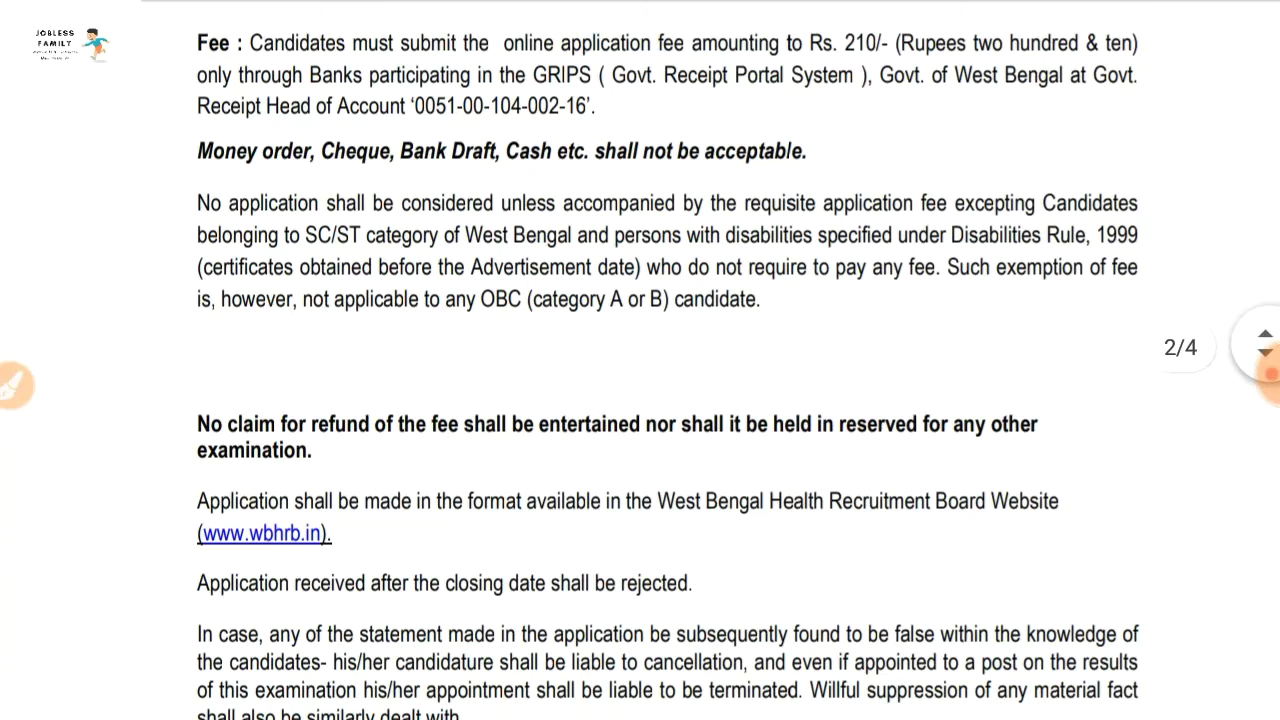 JOBLESS
FAMILY
Fee : Candidates must submit the online application fee amounting to Rs. 210/- (Rupees two hundred & ten)
only through Banks participating in the GRIPS ( Govt. Receipt Portal System ), Govt. of West Bengal at Govt.
Receipt Head of Account ‘0051-00-104-002-16’.
Money order, Cheque, Bank Draft, Cash etc. shall not be acceptable.
No application shall be considered unless accompanied by the requisite application fee excepting Candidates
belonging to SC/ST category of West Bengal and persons with disabilities specified under Disabilities Rule, 1999
(certificates obtained before the Advertisement date) who do not require to pay any fee. Such exemption of fee
is, however, not applicable to any OBC (category A or B) candidate.
2/4
No claim for refund of the fee shall be entertained nor shall it be held in reserved for any other
examination.
Application shall be made in the format available in the West Bengal Health Recruitment Board Website
(www.wbhrb.in).
Application received after the closing date shall be rejected.
In case, any of the statement made in the application be subsequently found to be false within the knowledge of
the candidates- his/her candidature shall be liable to cancellation, and even if appointed to a post on the results
of this examination his/her appointment shall be liable to be terminated. Willful suppression of any material fact
shall also be similarly dealt with